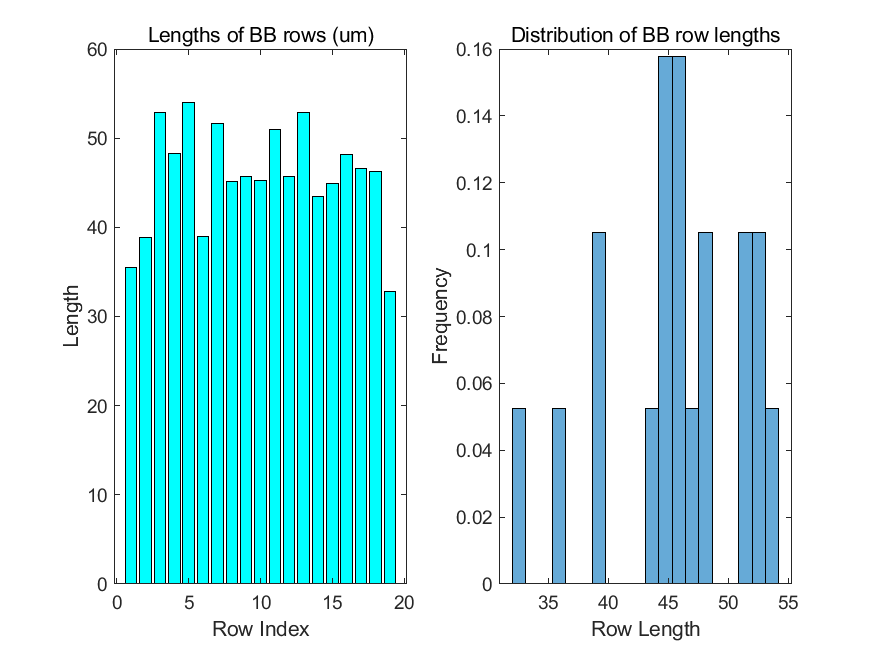 Lengths of BB rows (um)
60
50
40
30
20
10
0
Length
0 5 10 15 20
Row Index
Distribution of BB row lengths
0.16
0.14
0.12
0.1
0.08
0.06
0.04
0.02
0
Frequency
35 40 45 50 55
Row Length